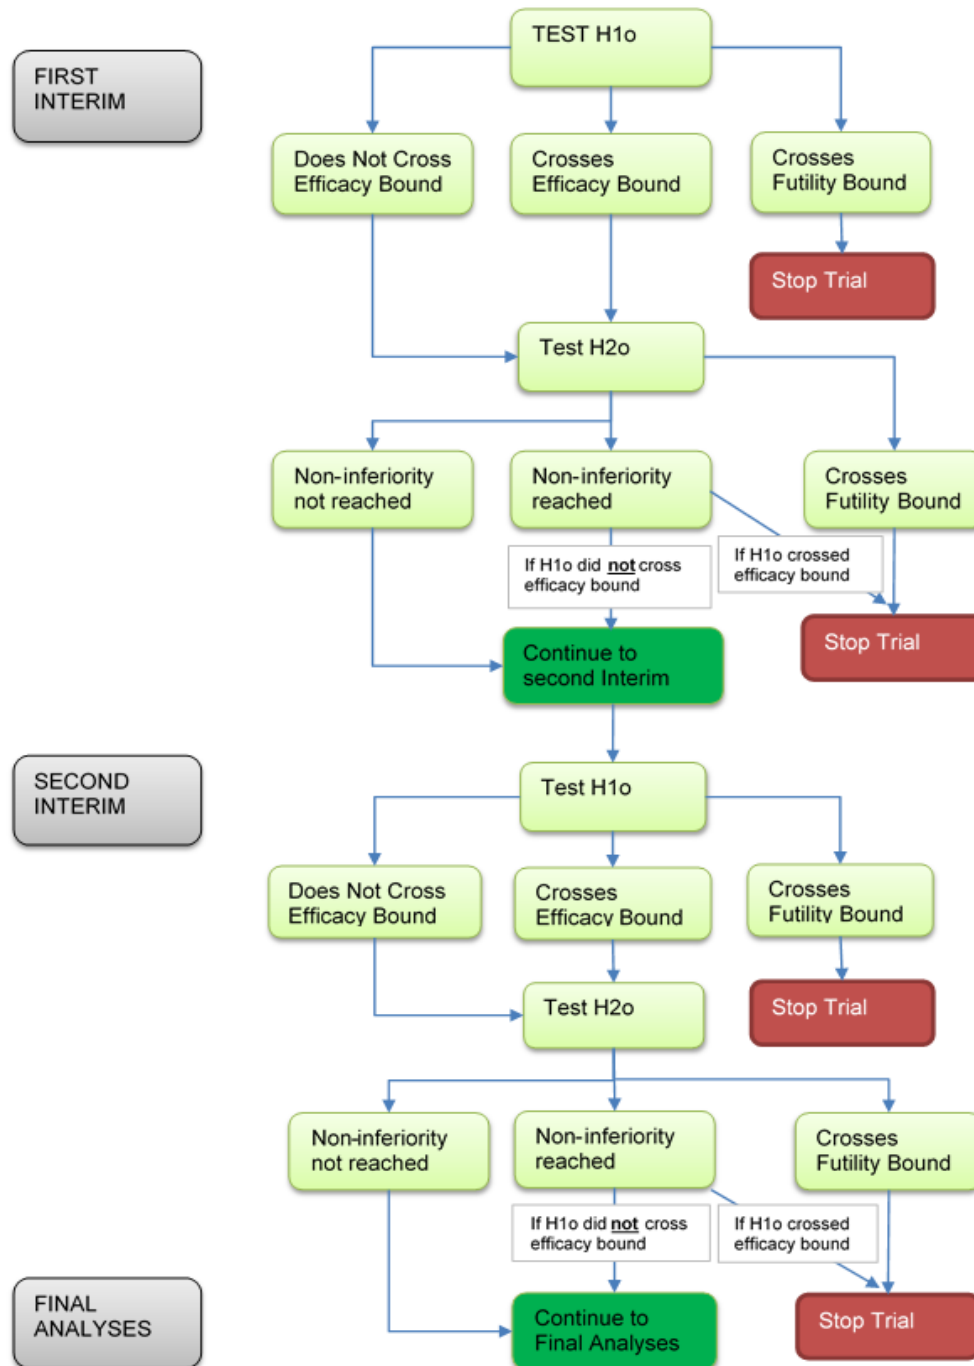 TEST H1o
FIRST
INTERIM
Does Not Cross
Efficacy Bound
Crosses
Efficacy Bound
Crosses
Futility Bound
Stop Trial
Test H2o
Non-inferiority
not reached
Non-inferiority
reached
Crosses
Futility Bound
If H1o did not cross
efficacy bound
If H1o crossed
efficacy bound
Stop Trial
Continue to
second Interim
SECOND
INTERIM
Test H1o
Does Not Cross
Efficacy Bound
Crosses
Efficacy Bound
Crosses
Futility Bound
Test H2o
Stop Trial
Non-inferiority
not reached
Non-inferiority
reached
Crosses
Futility Bound
If H1o did not cross
efficacy bound
If H1o crossed
efficacy bound
FINAL
ANALYSES
Continue to
Final Analyses
Stop Trial